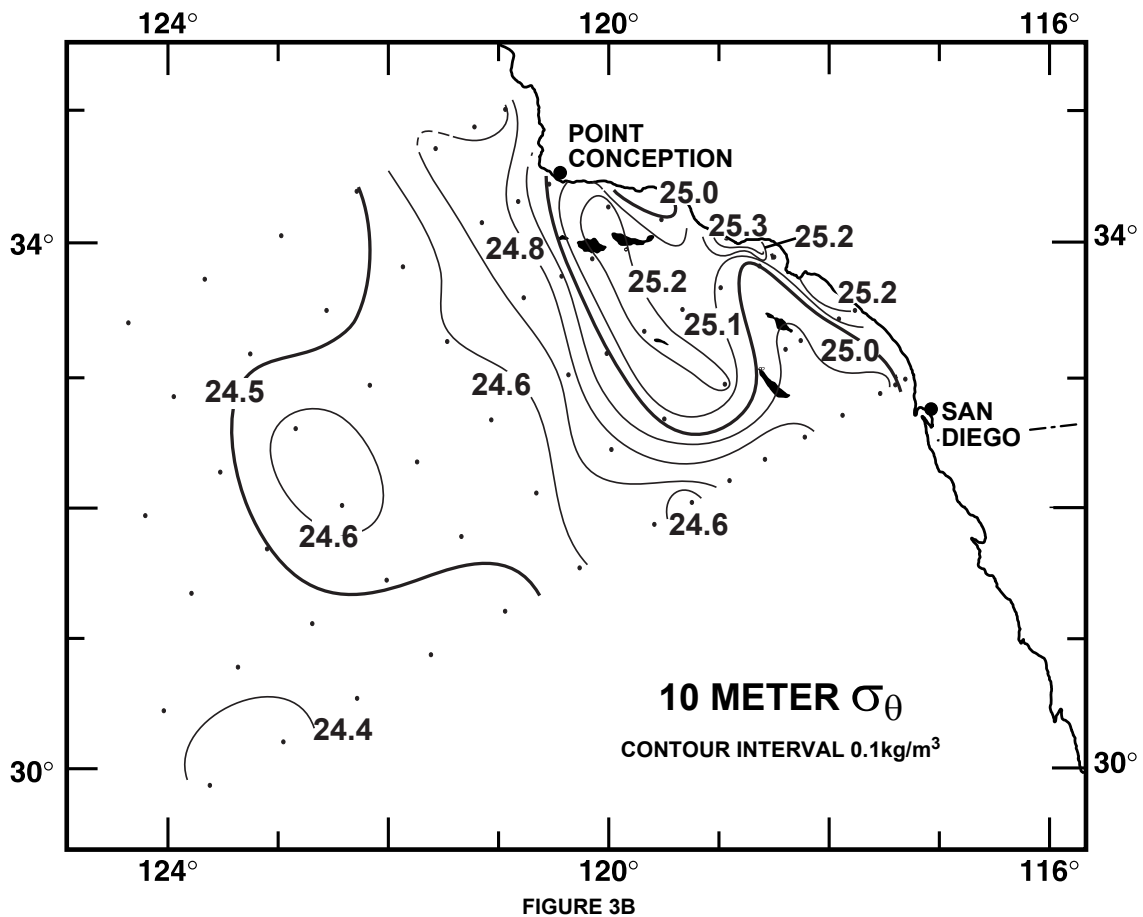 124° 120° 116°
POINT
CONCEPTION
25.0
25.3
25.2
34° 24.8 34°
25.2
25.2
25.1
25.0
24.5 24.6
SAN
DIEGO
24.6
24.6
10 METER σθ
24.4
CONTOUR INTERVAL 0.1kg/m³
30° 30°
124° 120° 116°
FIGURE 3B